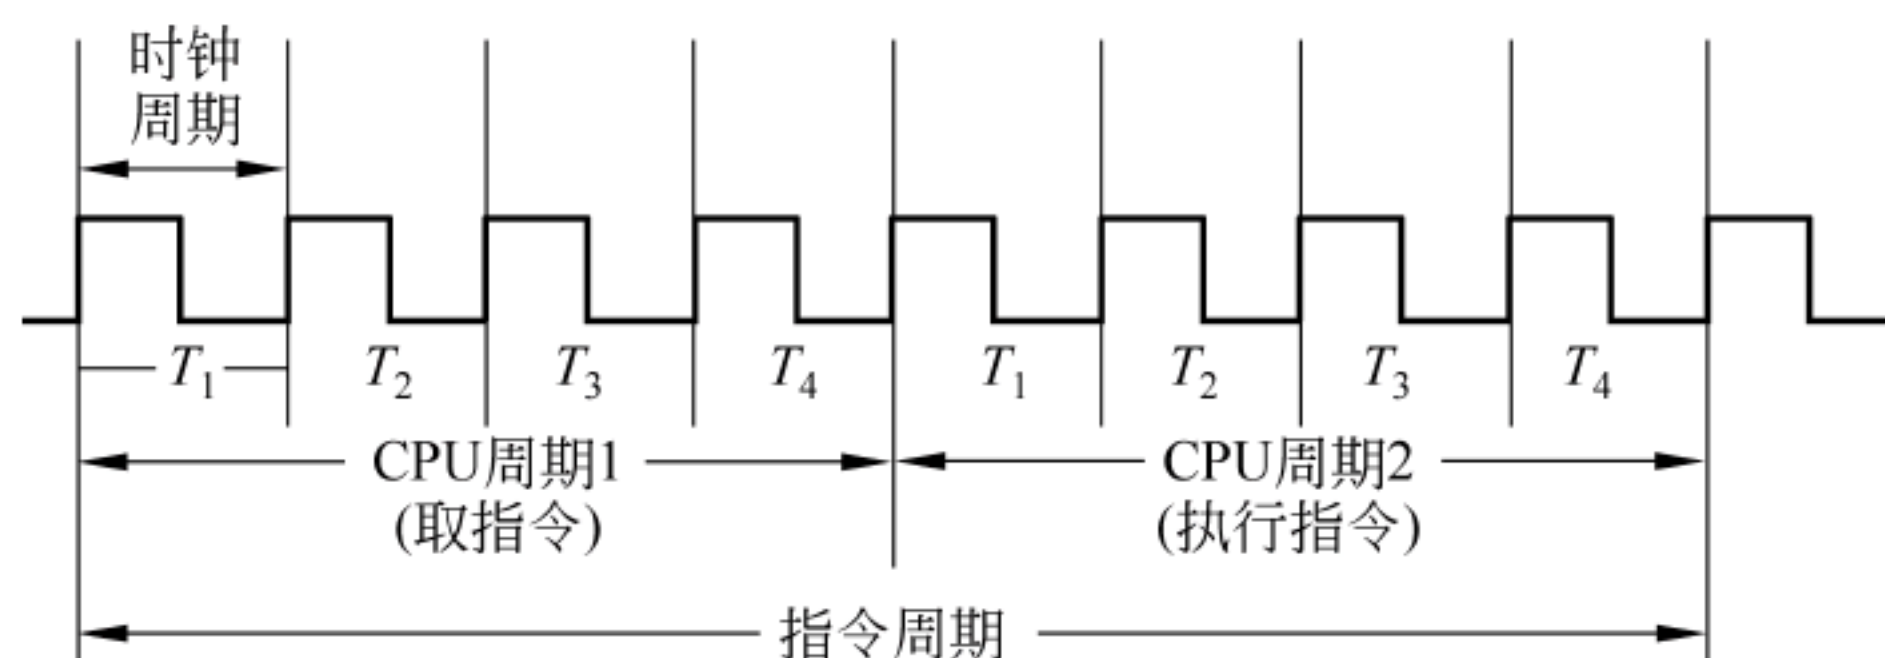 时钟
周期
T₁ T₂ T₃ T₄ T₁ T₂ T₃ T₄
CPU周期1 CPU周期2
(取指令) (执行指令)
指令周期